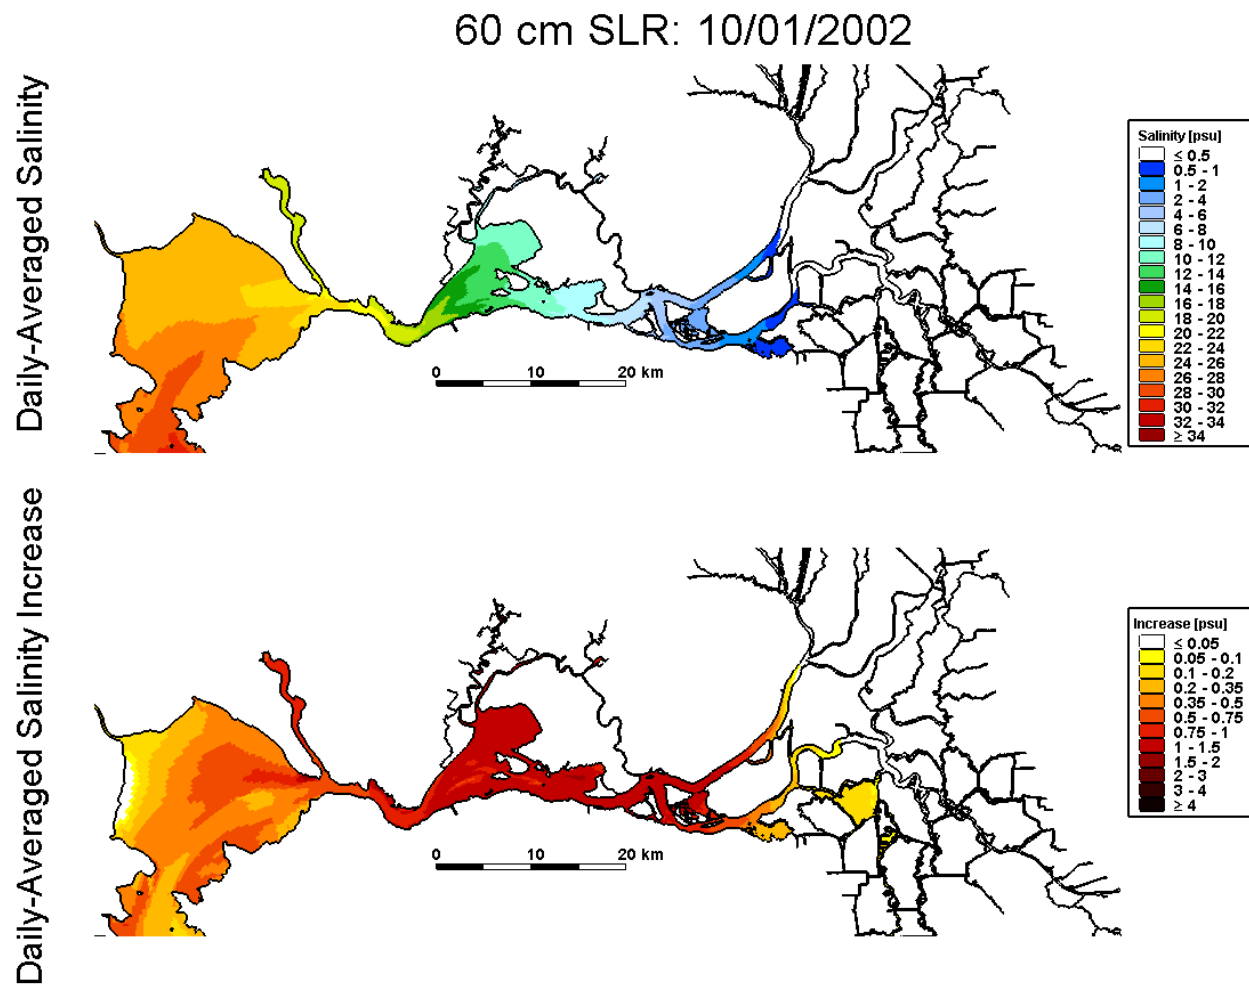 60 cm SLR: 10/01/2002
Daily-Averaged Salinity
Salinity [psu]
≤ 0.5
0.5 - 1
1 - 2
2 - 4
4 - 6
6 - 8
8 - 10
10 - 12
12 - 14
14 - 16
16 - 18
18 - 20
20 - 22
22 - 24
24 - 26
26 - 28
28 - 30
30 - 32
32 - 34
≥ 34
0 10 20 km
Daily-Averaged Salinity Increase
Increase [psu]
≤ 0.05
0.05 - 0.1
0.1 - 0.2
0.2 - 0.35
0.35 - 0.5
0.5 - 0.75
0.75 - 1
1 - 1.5
1.5 - 2
2 - 3
3 - 4
≥ 4
0 10 20 km